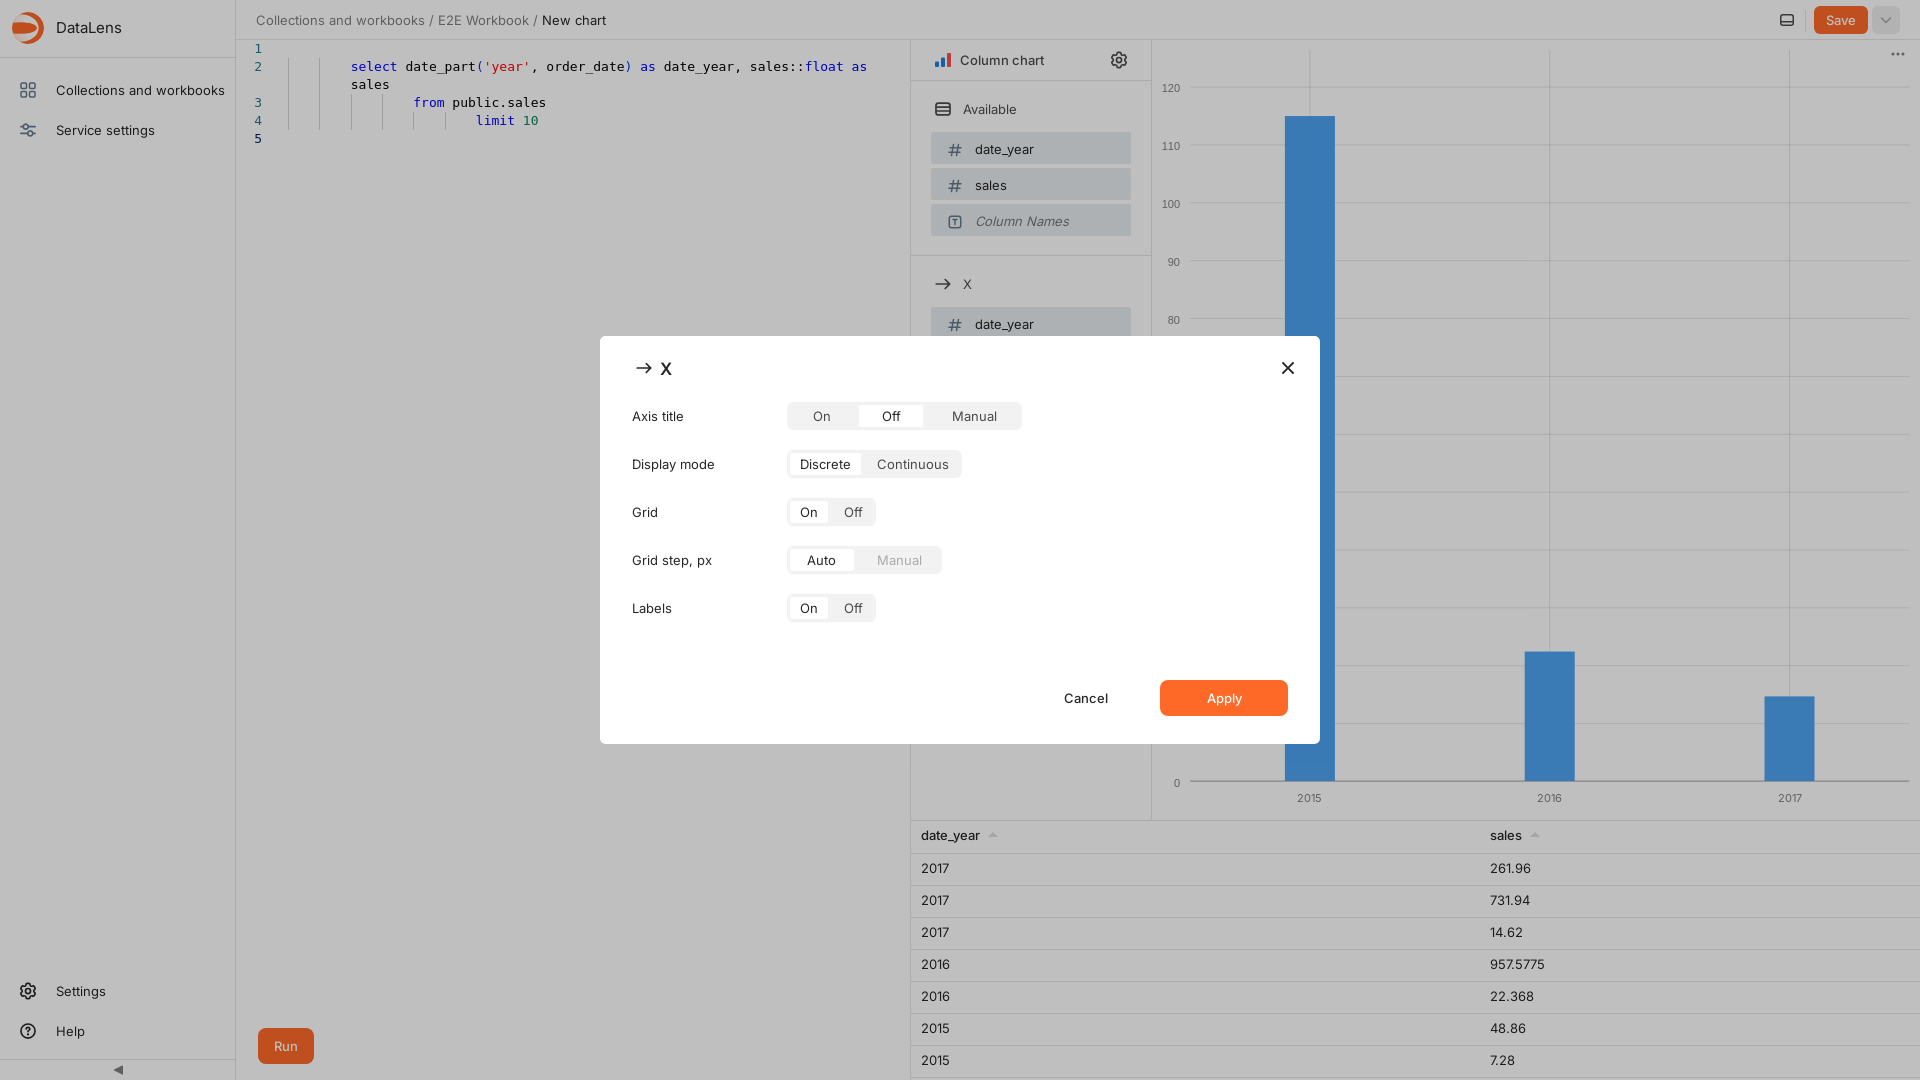 DataLens
Collections and workbooks
Service settings
Settings
Help
Collections and workbooks / E2E Workbook / New chart
Save
1
2 select date_part('year', order_date) as date_year, sales::float as
sales
3 from public.sales
4 limit 10
5
Run
Column chart
Available
date_year
sales
Column Names
X
date_year
120
110
100
90
80
0
2015 2016 2017
X
Axis title On Off Manual
Display mode Discrete Continuous
Grid On Off
Grid step, px Auto Manual
Labels On Off
Cancel Apply
date_year sales
2017 261.96
2017 731.94
2017 14.62
2016 957.5775
2016 22.368
2015 48.86
2015 7.28